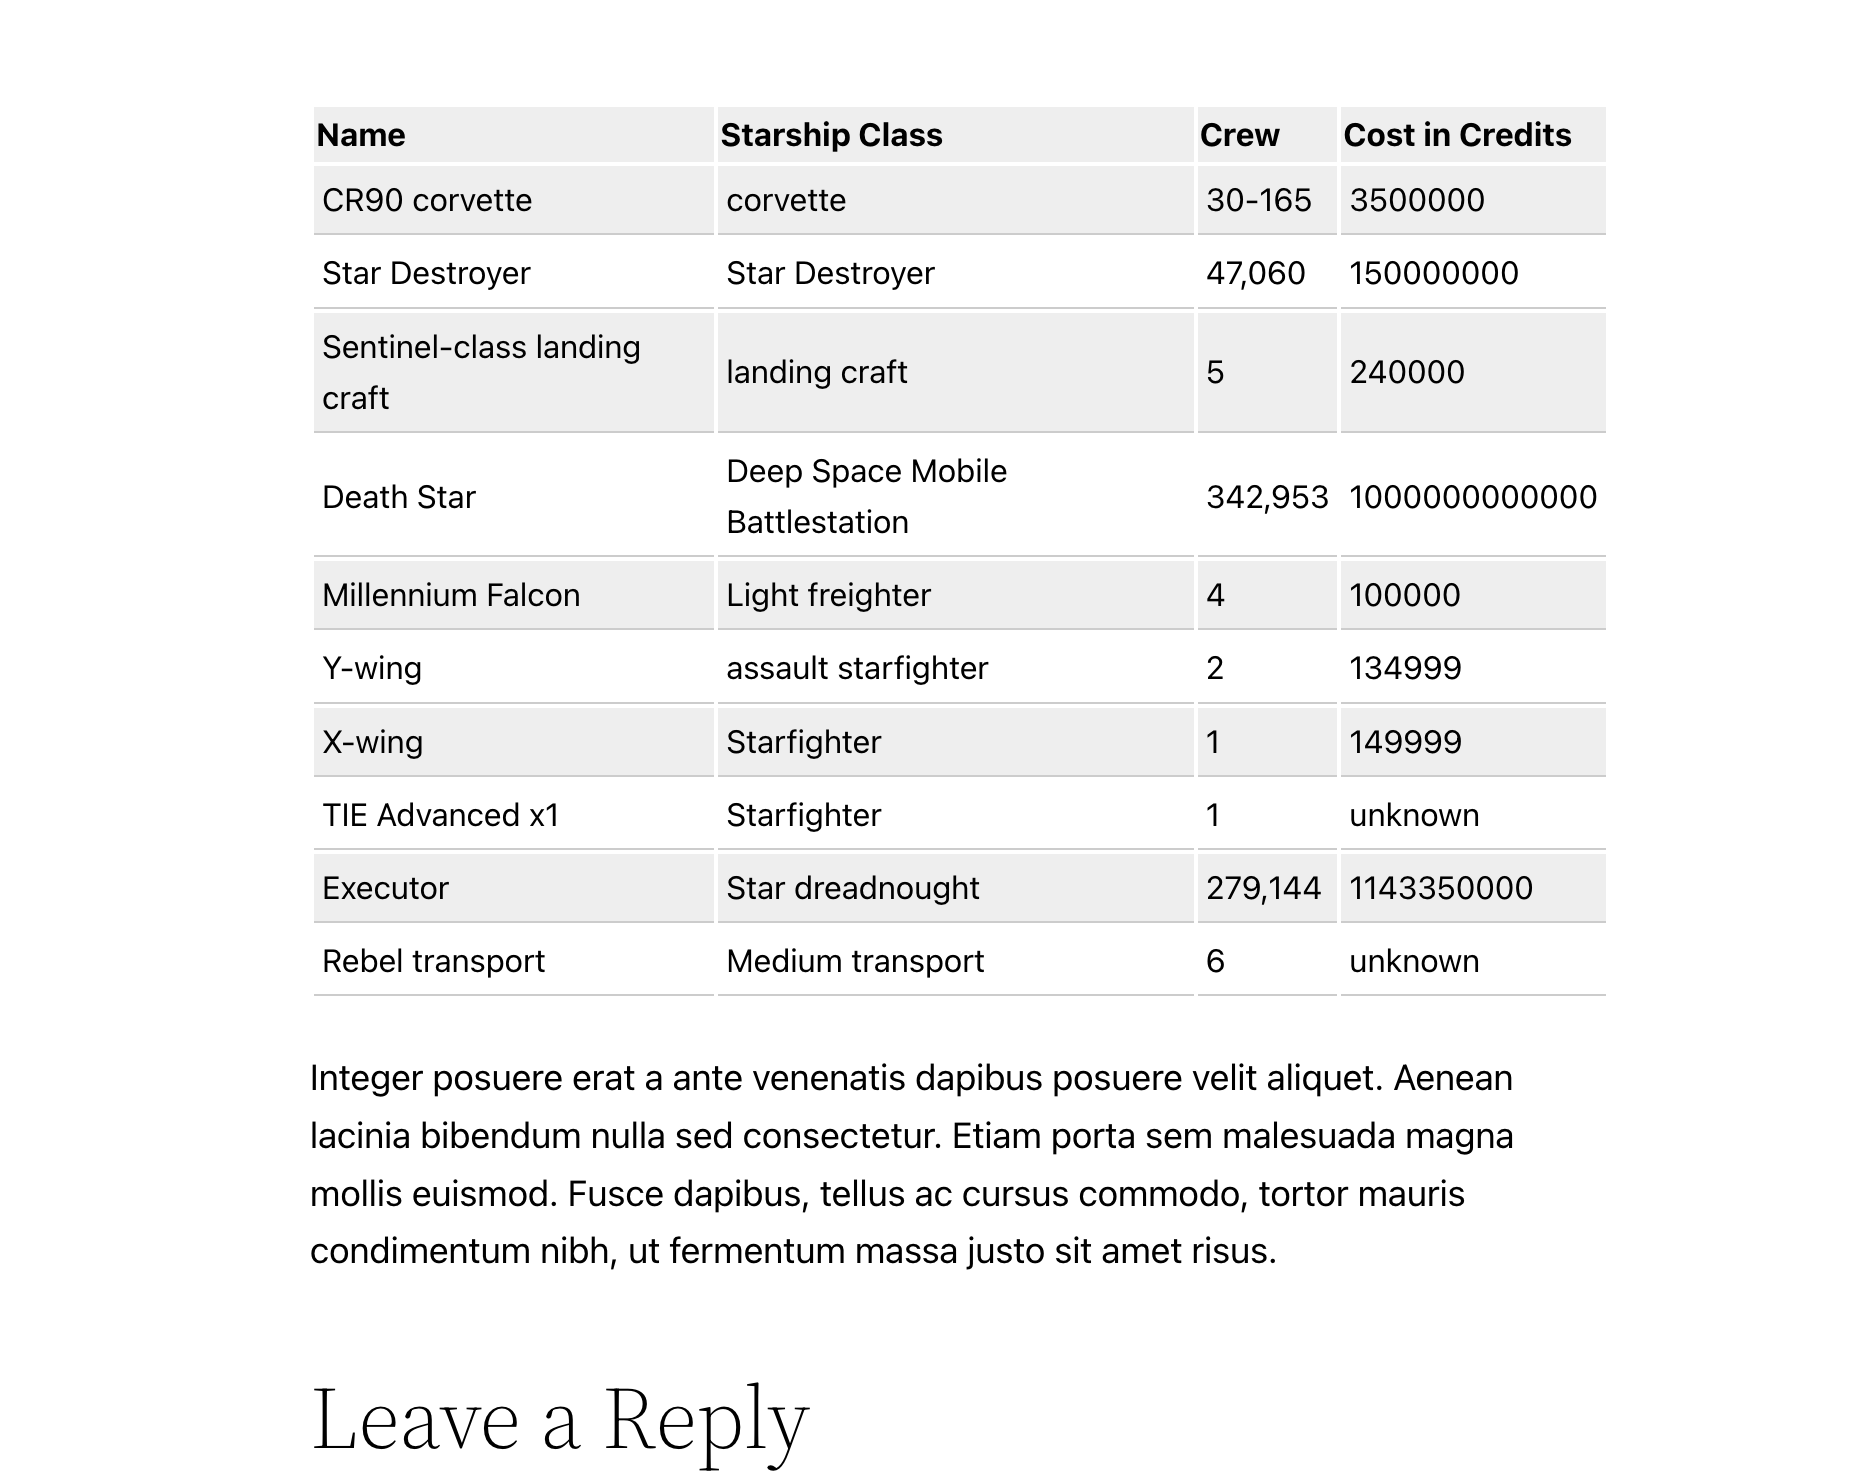 Name Starship Class Crew Cost in Credits
CR90 corvette corvette 30-165 3500000
Star Destroyer Star Destroyer 47,060 150000000
Sentinel-class landing craft landing craft 5 240000
Death Star Deep Space Mobile Battlestation 342,953 1000000000000
Millennium Falcon Light freighter 4 100000
Y-wing assault starfighter 2 134999
X-wing Starfighter 1 149999
TIE Advanced x1 Starfighter 1 unknown
Executor Star dreadnought 279,144 1143350000
Rebel transport Medium transport 6 unknown
Integer posuere erat a ante venenatis dapibus posuere velit aliquet. Aenean
lacinia bibendum nulla sed consectetur. Etiam porta sem malesuada magna
mollis euismod. Fusce dapibus, tellus ac cursus commodo, tortor mauris
condimentum nibh, ut fermentum massa justo sit amet risus.
Leave a Reply